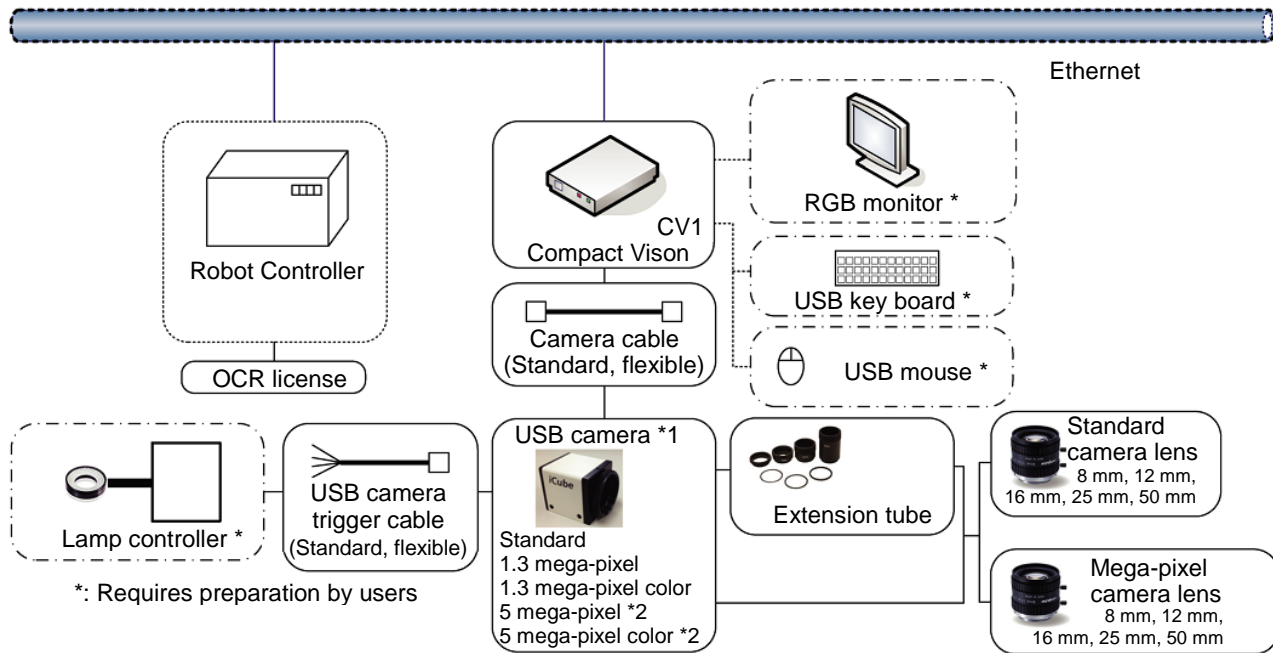 Ethernet
Robot Controller
OCR license
CV1
Compact Vison
RGB monitor *
USB key board *
USB mouse *
Camera cable
(Standard, flexible)
Lamp controller *
USB camera
trigger cable
(Standard, flexible)
USB camera *1
iCube
Standard
1.3 mega-pixel
1.3 mega-pixel color
5 mega-pixel *2
5 mega-pixel color *2
Extension tube
Standard
camera lens
8 mm, 12 mm,
16 mm, 25 mm, 50 mm
Mega-pixel
camera lens
8 mm, 12 mm,
16 mm, 25 mm, 50 mm
*: Requires preparation by users